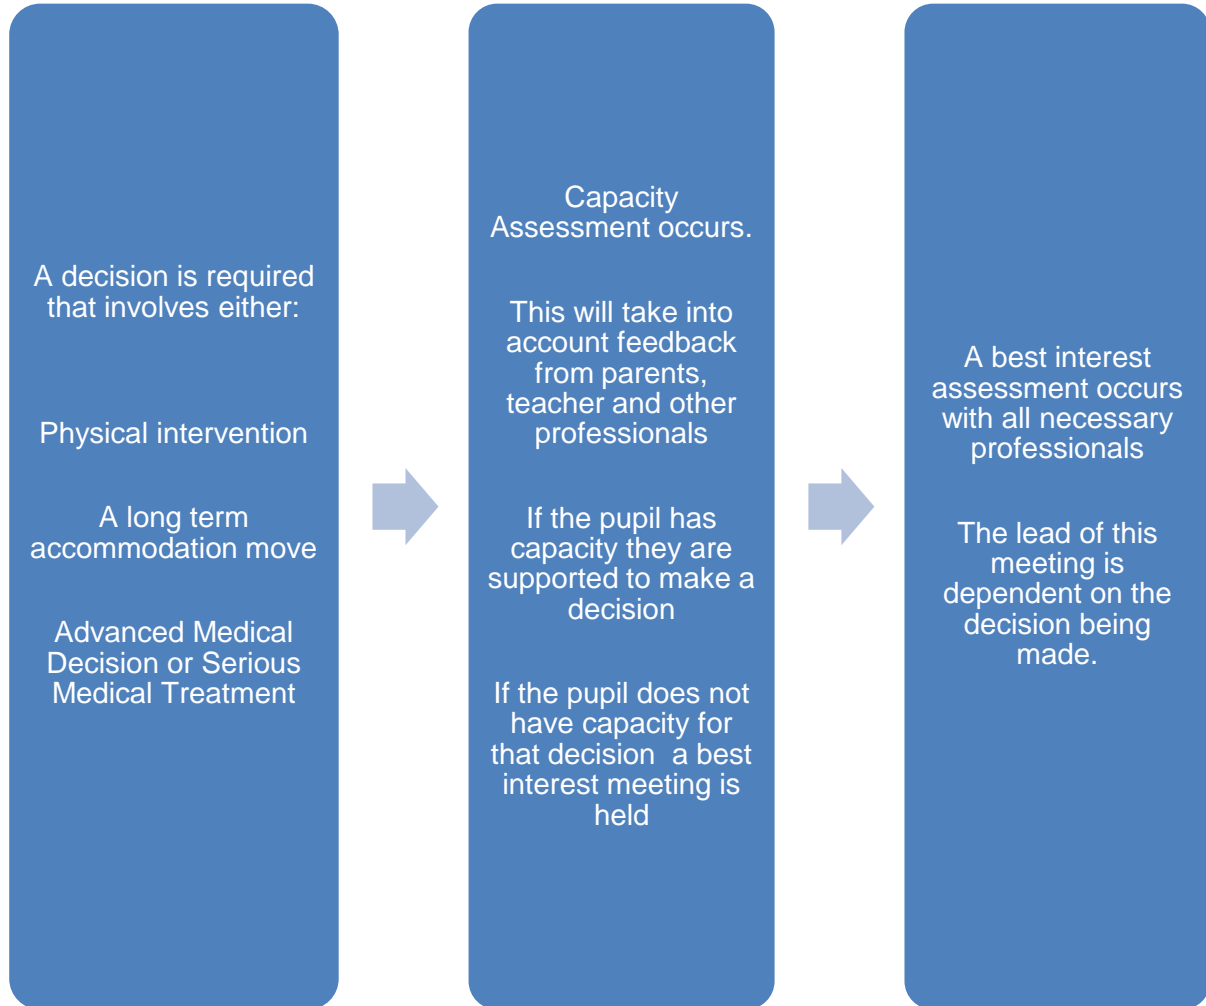 A decision is required
that involves either:
Physical intervention
A long term
accommodation move
Advanced Medical
Decision or Serious
Medical Treatment
Capacity
Assessment occurs.
This will take into
account feedback
from parents,
teacher and other
professionals
If the pupil has
capacity they are
supported to make a
decision
If the pupil does not
have capacity for
that decision  a best
interest meeting is
held
A best interest
assessment occurs
with all necessary
professionals
The lead of this
meeting is
dependent on the
decision being
made.